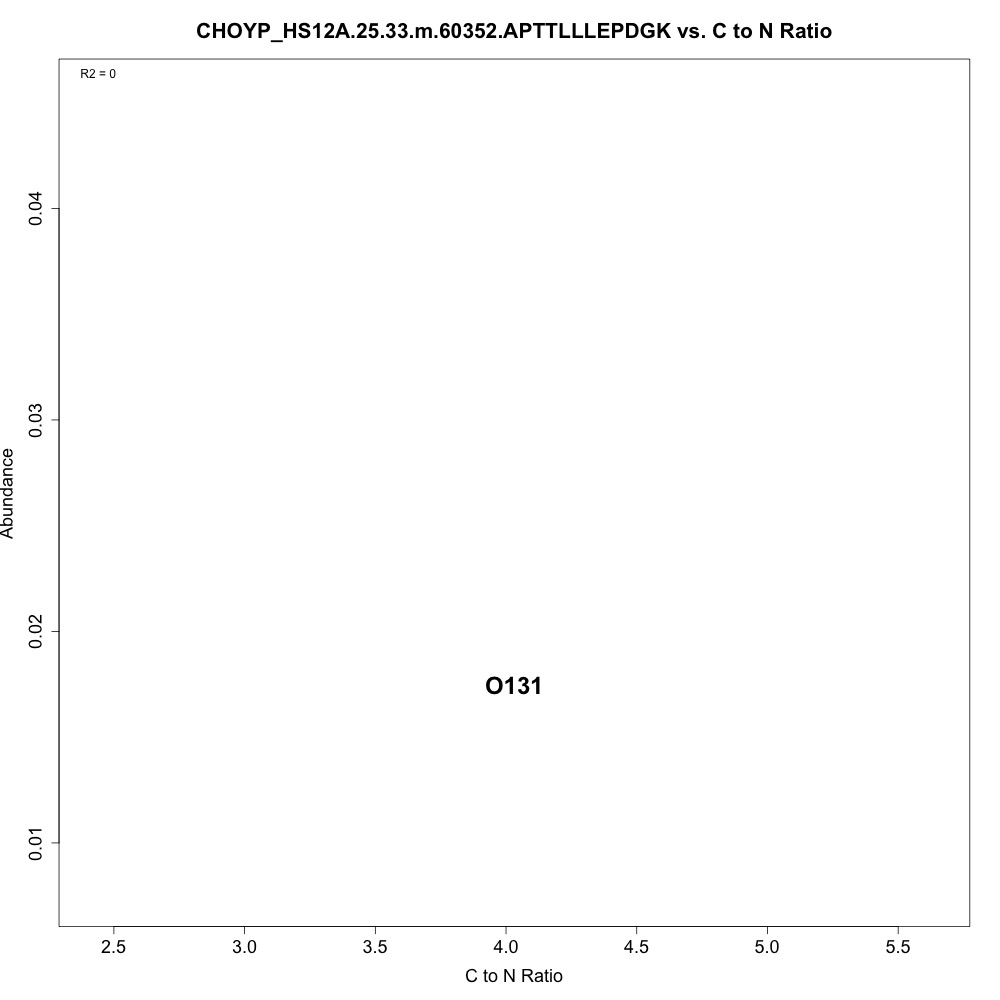 CHOYP_HS12A.25.33.m.60352.APTTLLLEPDGK vs. C to N Ratio
R2 = 0
0.04
0.03
Abundance
0.02
O131
0.01
2.5 3.0 3.5 4.0 4.5 5.0 5.5
C to N Ratio